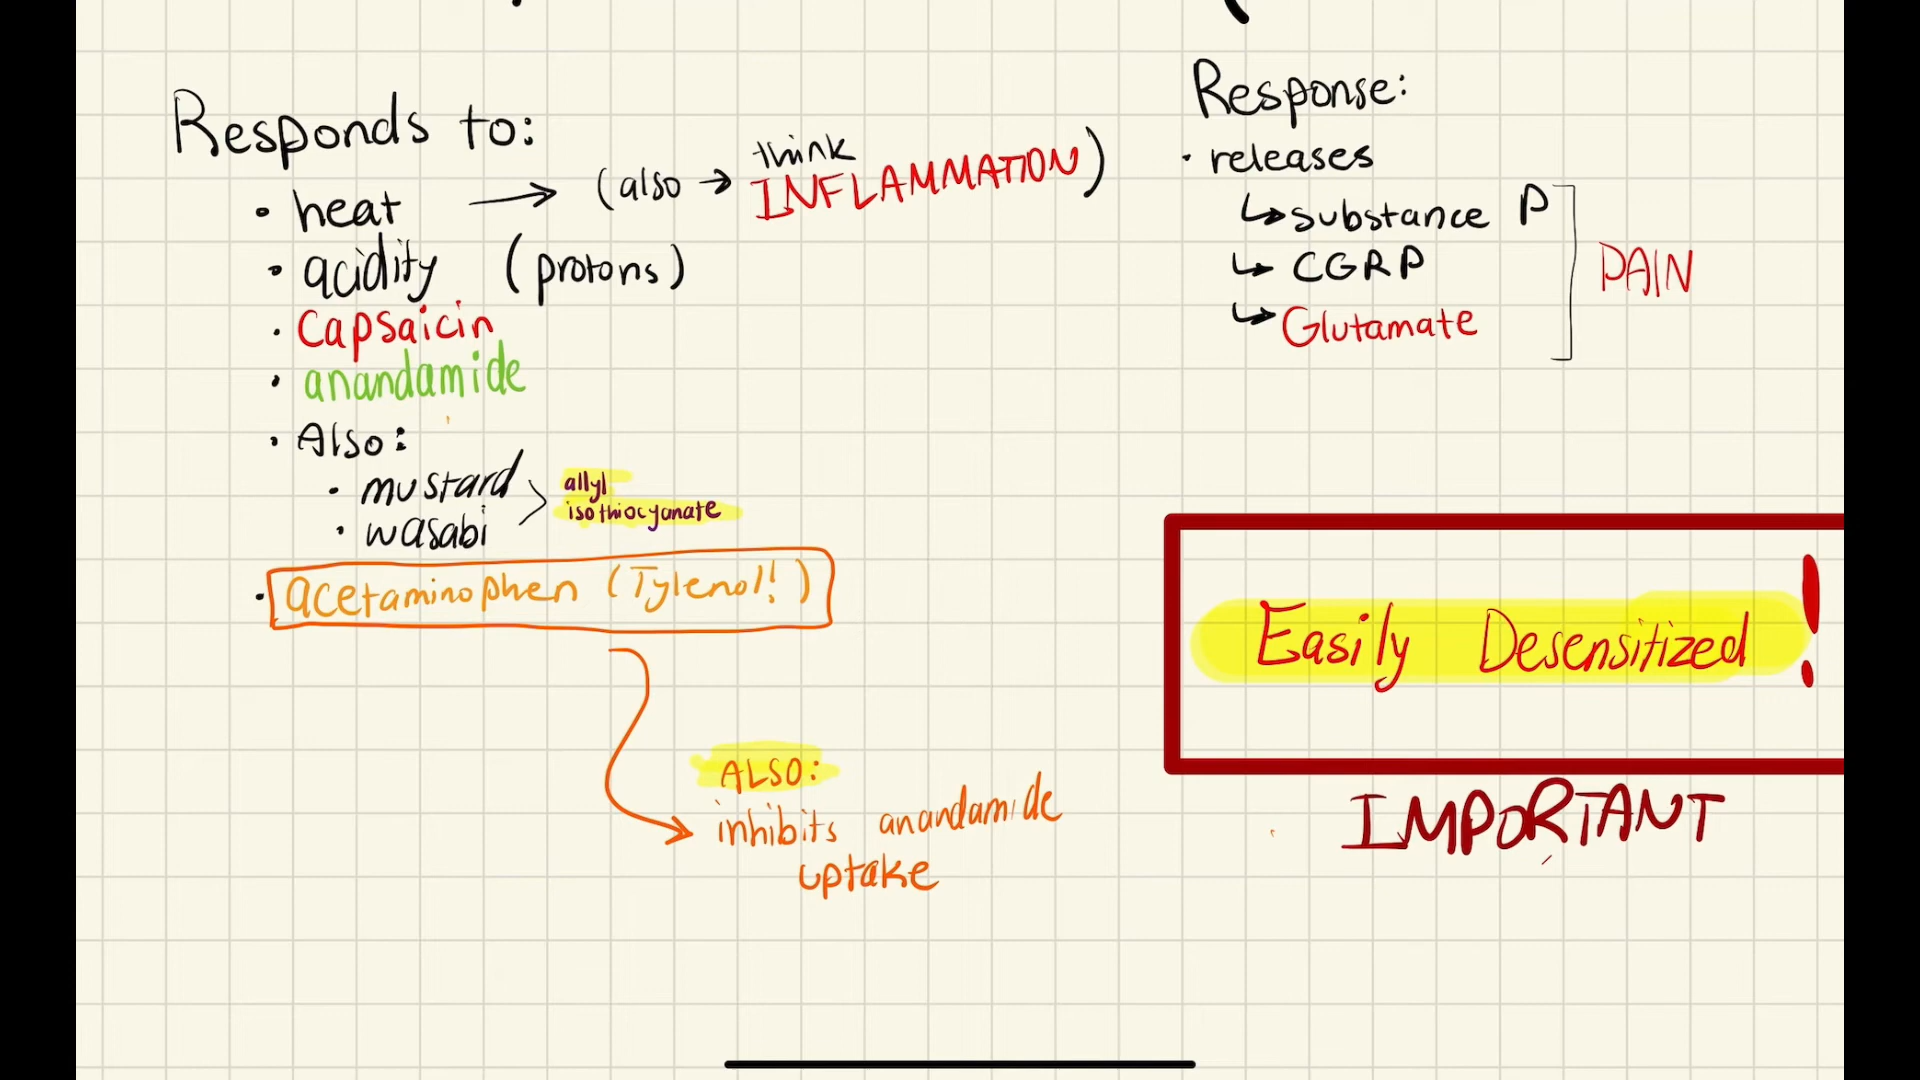 Responds to:
• heat → (also → think INFLAMMATION)
• acidity (protons)
• Capsaicin
• anandamide
• Also:
• mustard
• wasabi
> allyl
isothiocyanate
• acetaminophen (Tylenol!)
ALSO:
inhibits anandamide
uptake
Response:
• releases
↳ substance P
↳ CGRP
↳ Glutamate
] PAIN
Easily Desensitized !
IMPORTANT